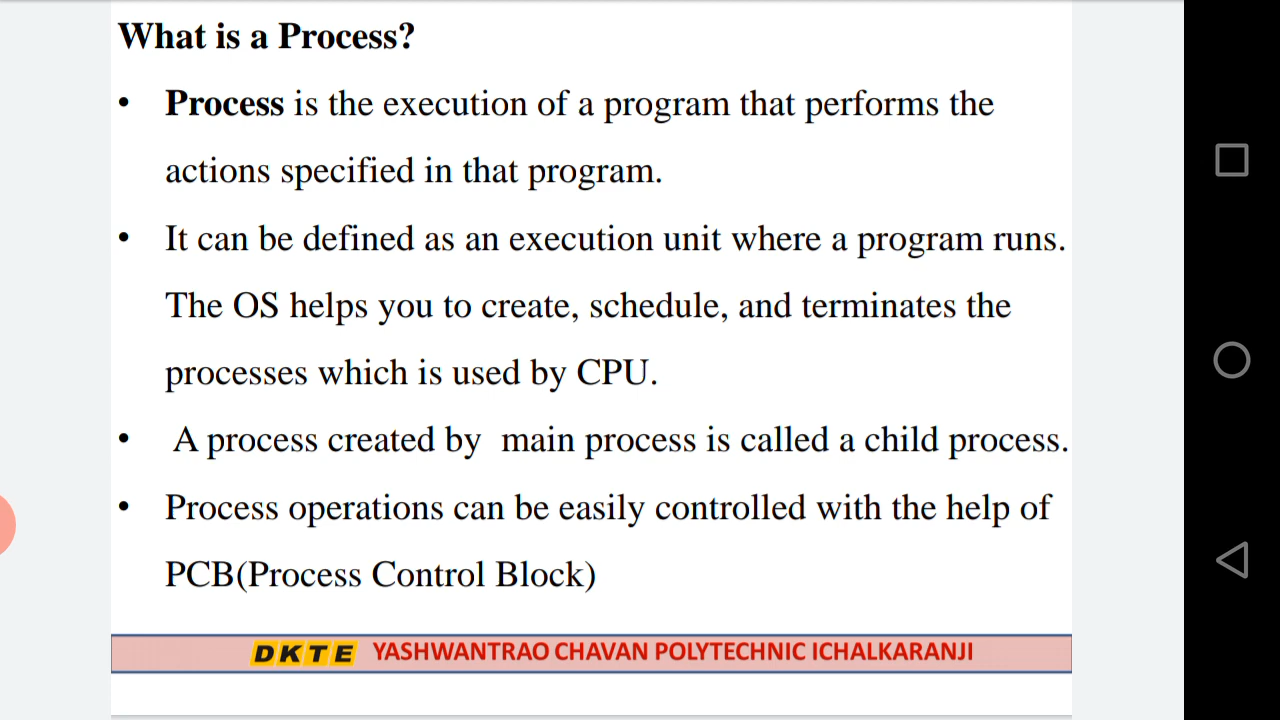 What is a Process?
• Process is the execution of a program that performs the
actions specified in that program.
• It can be defined as an execution unit where a program runs.
The OS helps you to create, schedule, and terminates the
processes which is used by CPU.
• A process created by  main process is called a child process.
• Process operations can be easily controlled with the help of
PCB(Process Control Block)
DKTE YASHWANTRAO CHAVAN POLYTECHNIC ICHALKARANJI